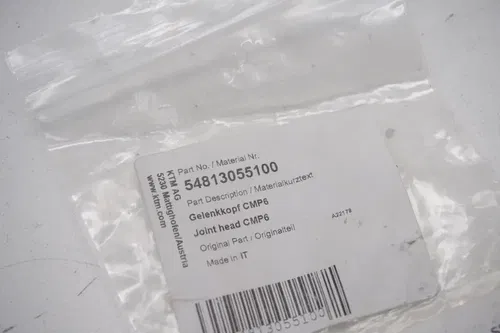 KTM AG
5230 Mattighofen/Austria
www.ktm.com
Part No. / Material Nr.
54813055100
Part Description / Materialkurztext
Gelenkkopf CMP6
Joint head CMP6
Original Part / Originalteil
A22178
Made in IT